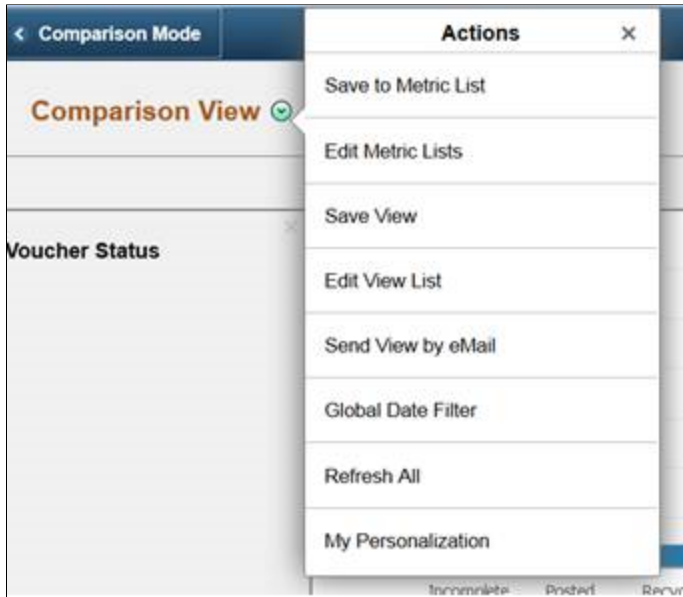 Comparison Mode
Actions
Comparison View
Save to Metric List
Edit Metric Lists
Save View
Voucher Status
Edit View List
Send View by eMail
Global Date Filter
Refresh All
My Personalization
Incomplete Posted